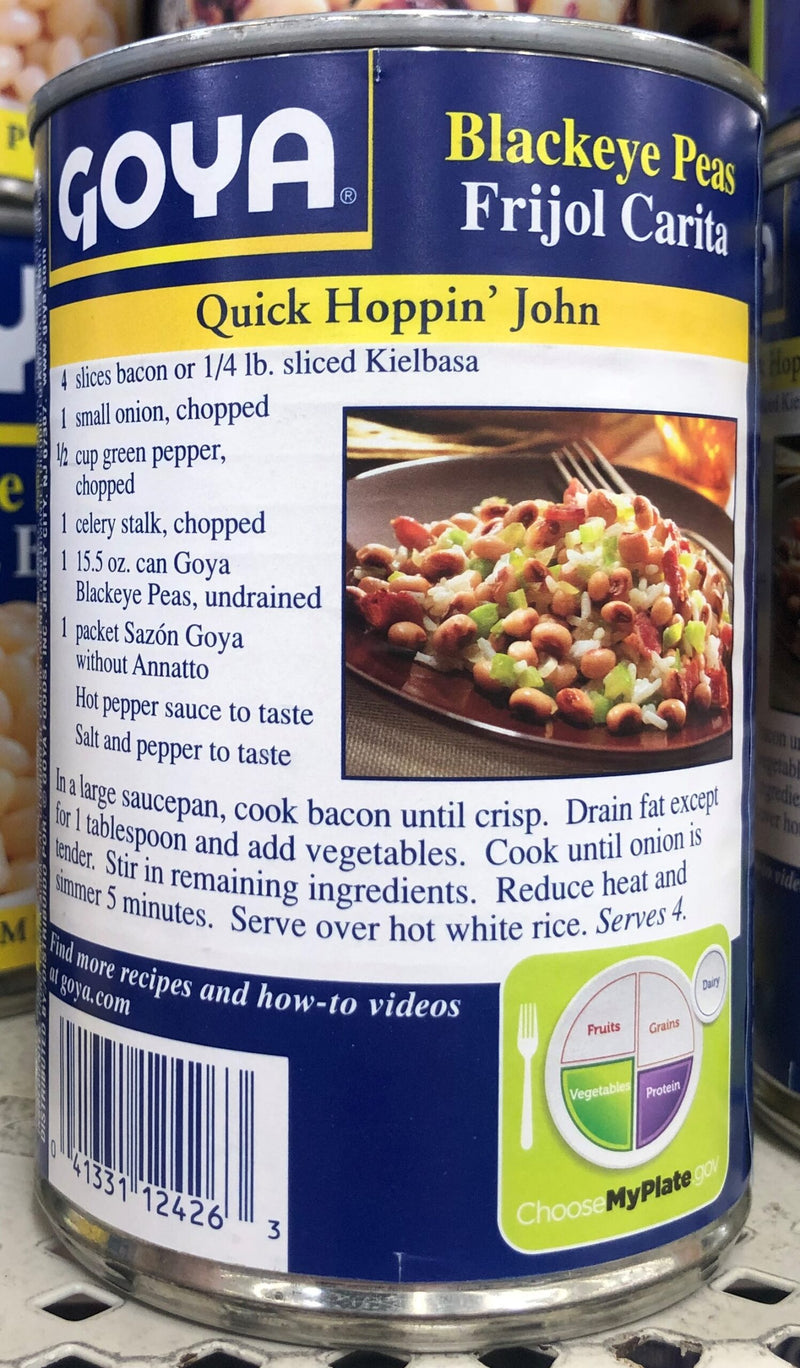 GOYA®
Blackeye Peas
Frijol Carita
Quick Hoppin' John
4 slices bacon or 1/4 lb. sliced Kielbasa
1 small onion, chopped
1/2 cup green pepper,
chopped
1 celery stalk, chopped
1 15.5 oz. can Goya
Blackeye Peas, undrained
1 packet Sazón Goya
without Annatto
Hot pepper sauce to taste
Salt and pepper to taste
In a large saucepan, cook bacon until crisp. Drain fat except
for 1 tablespoon and add vegetables. Cook until onion is
tender. Stir in remaining ingredients. Reduce heat and
simmer 5 minutes. Serve over hot white rice. Serves 4.
Find more recipes and how-to videos
at goya.com
Dairy
Fruits
Grains
Vegetables
Protein
ChooseMyPlate.gov
0 41331 12426 3